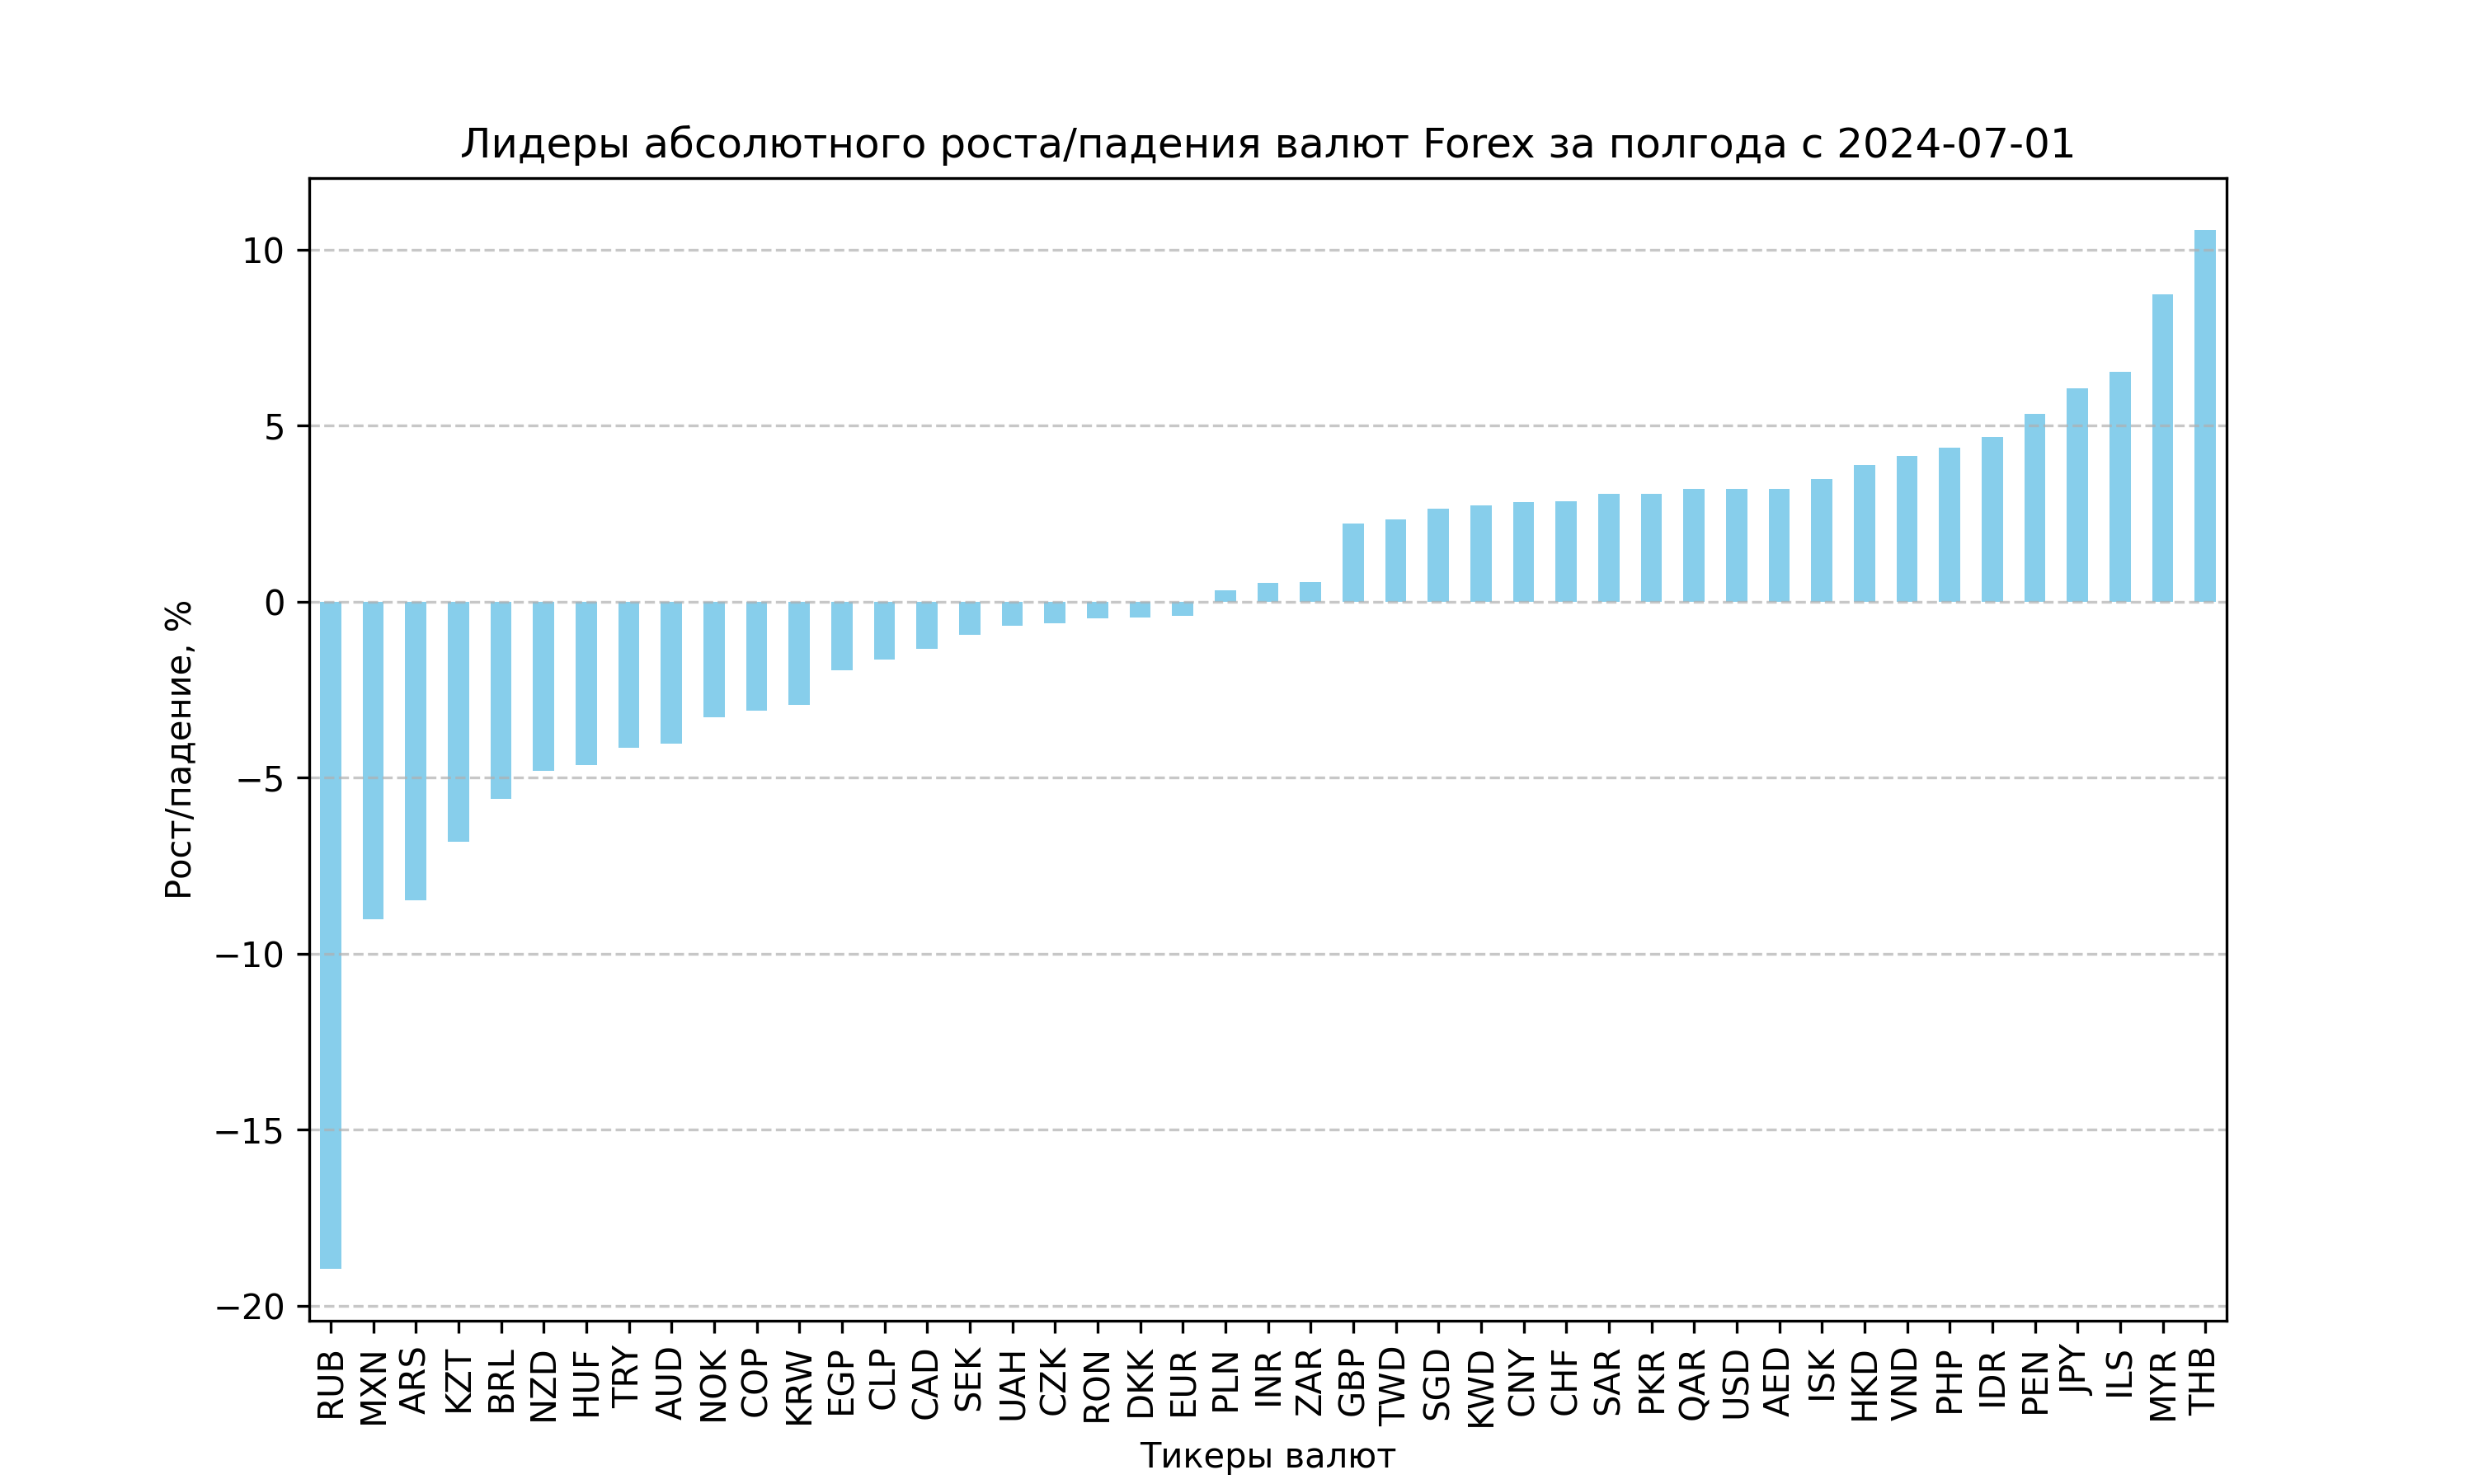 Лидеры абсолютного роста/падения валют Forex за полгода с 2024-07-01
10
5
0
−5
−10
−15
−20
Рост/падение, %
RUB MXN ARS KZT BRL NZD HUF TRY AUD NOK COP KRW EGP CLP CAD SEK UAH CZK RON DKK EUR PLN INR ZAR GBP TWD SGD KWD CNY CHF SAR PKR QAR USD AED ISK HKD VND PHP IDR PEN JPY ILS MYR THB
Тикеры валют